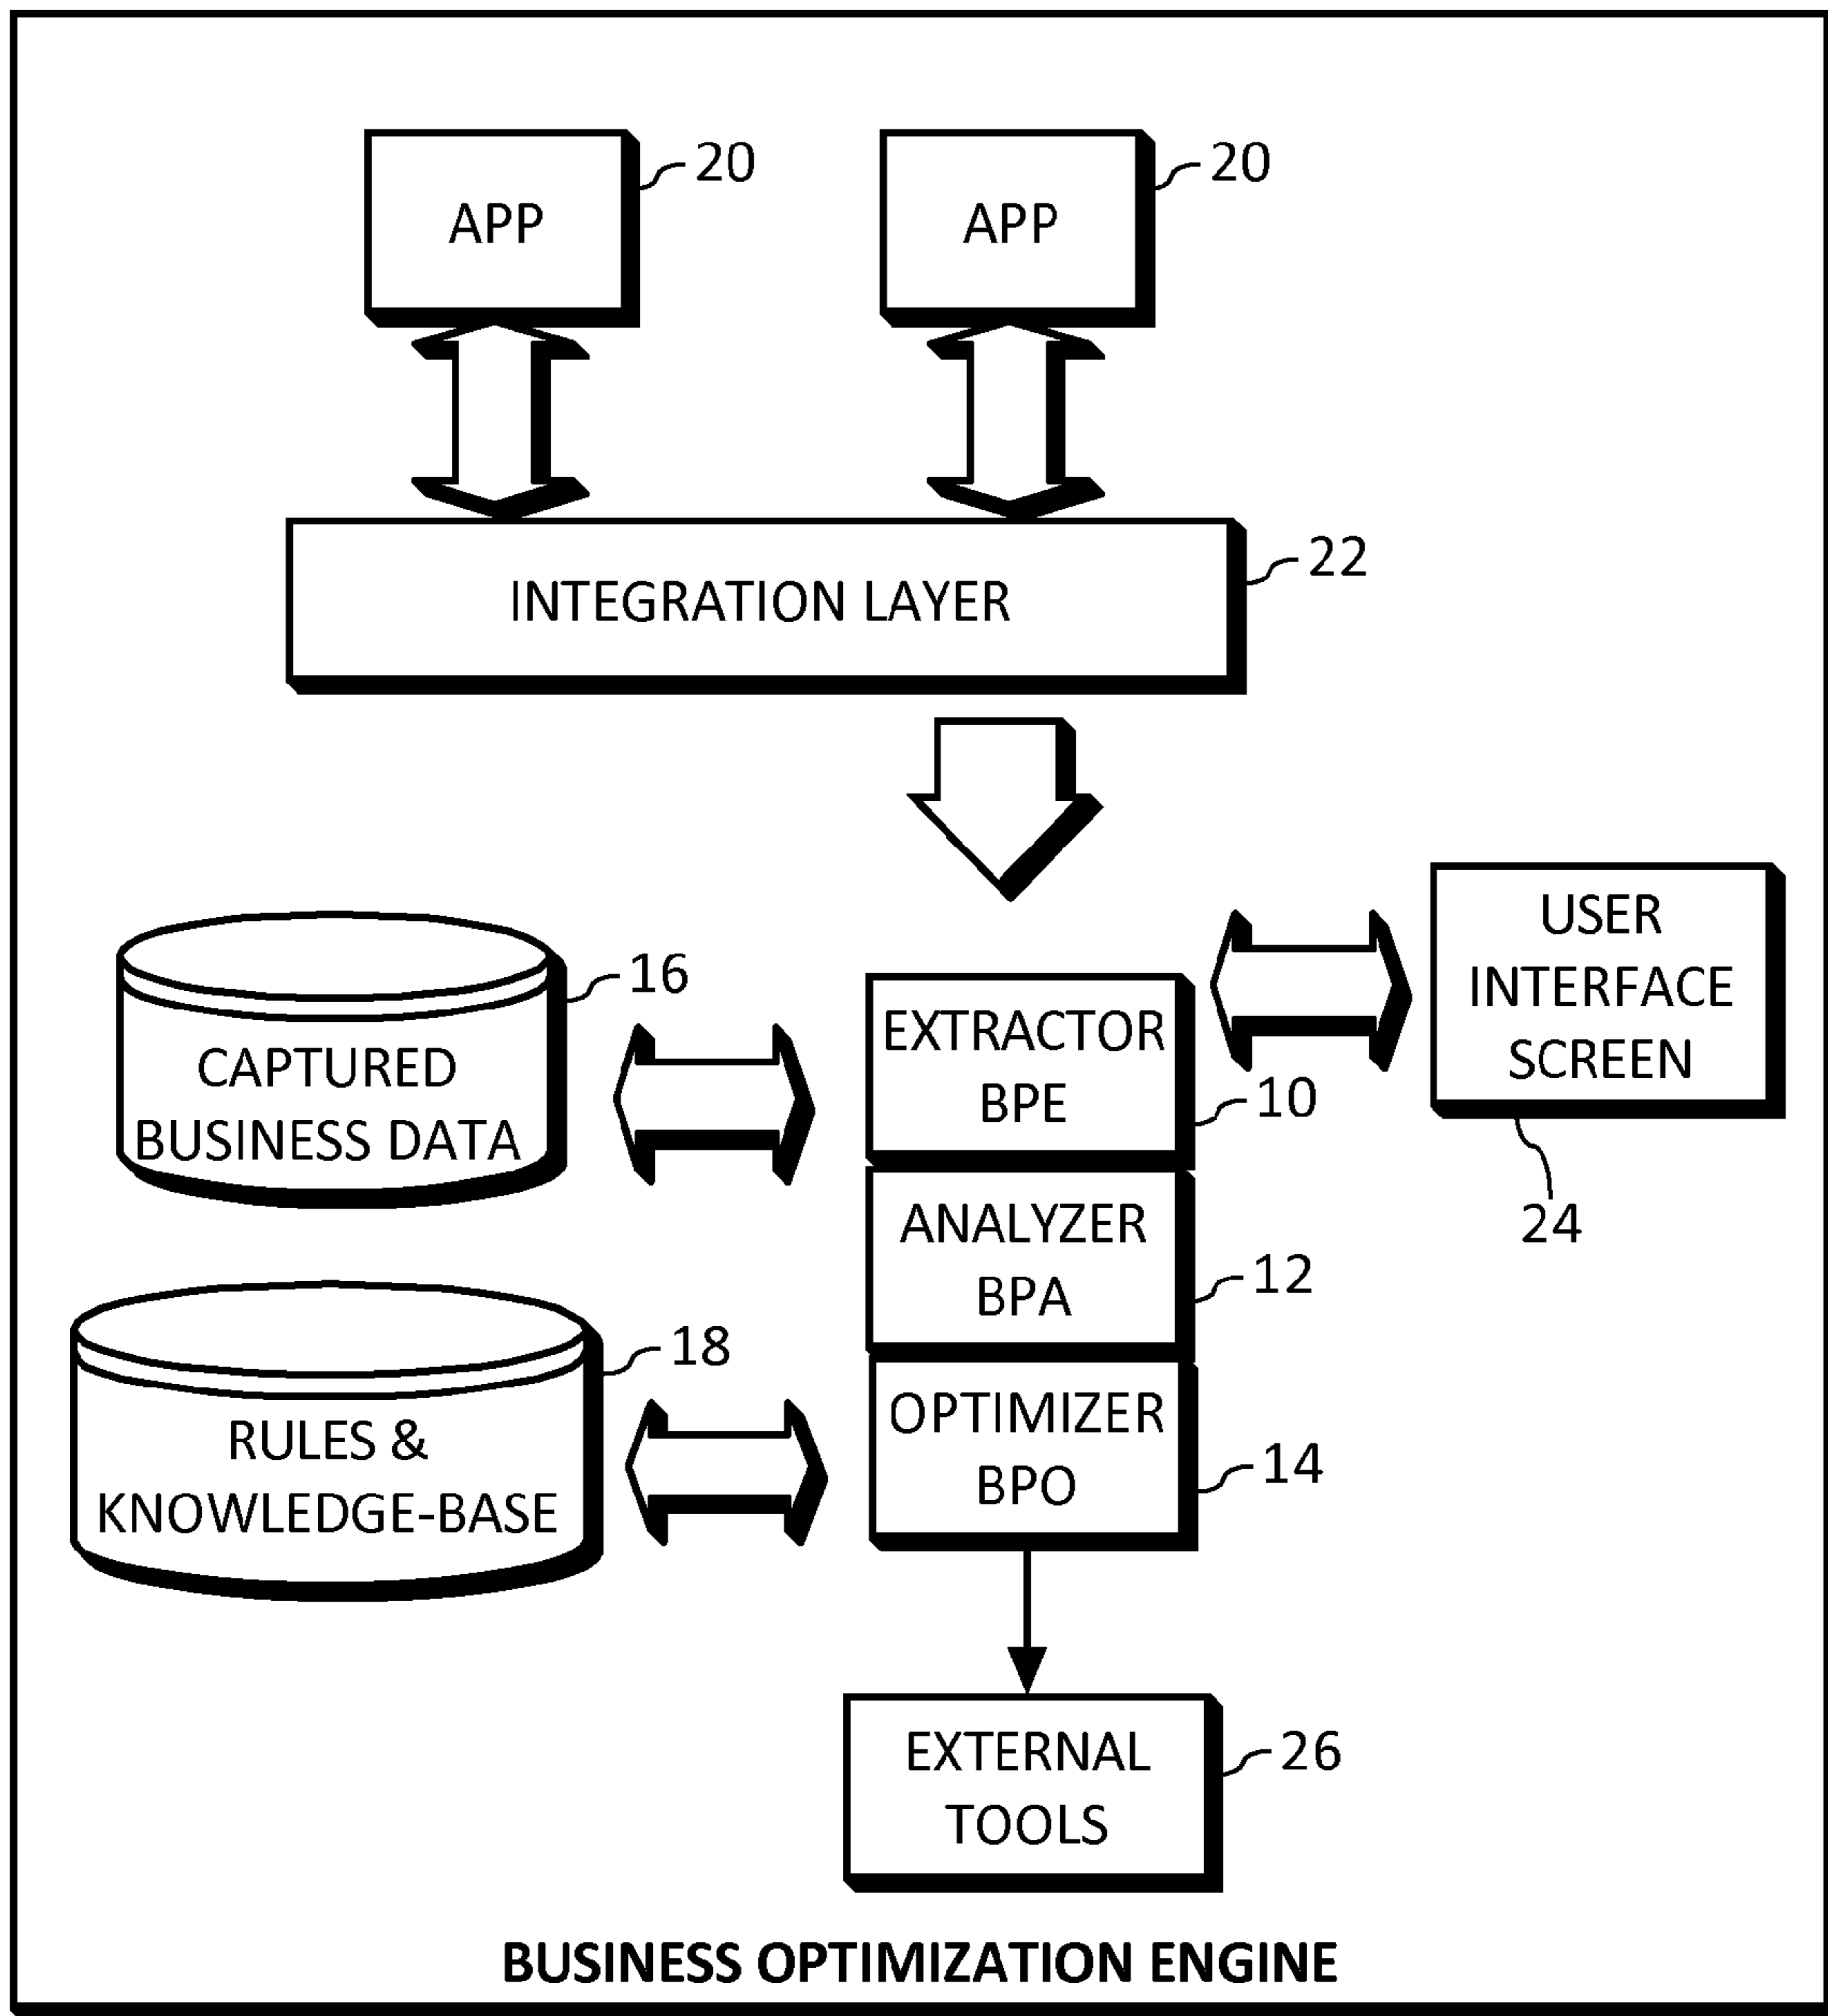 20
20
APP
APP
22
INTEGRATION LAYER
USER
INTERFACE
SCREEN
24
16
CAPTURED
BUSINESS DATA
EXTRACTOR
BPE
10
ANALYZER
BPA
12
18
RULES &
KNOWLEDGE-BASE
OPTIMIZER
BPO
14
EXTERNAL
TOOLS
26
BUSINESS OPTIMIZATION ENGINE